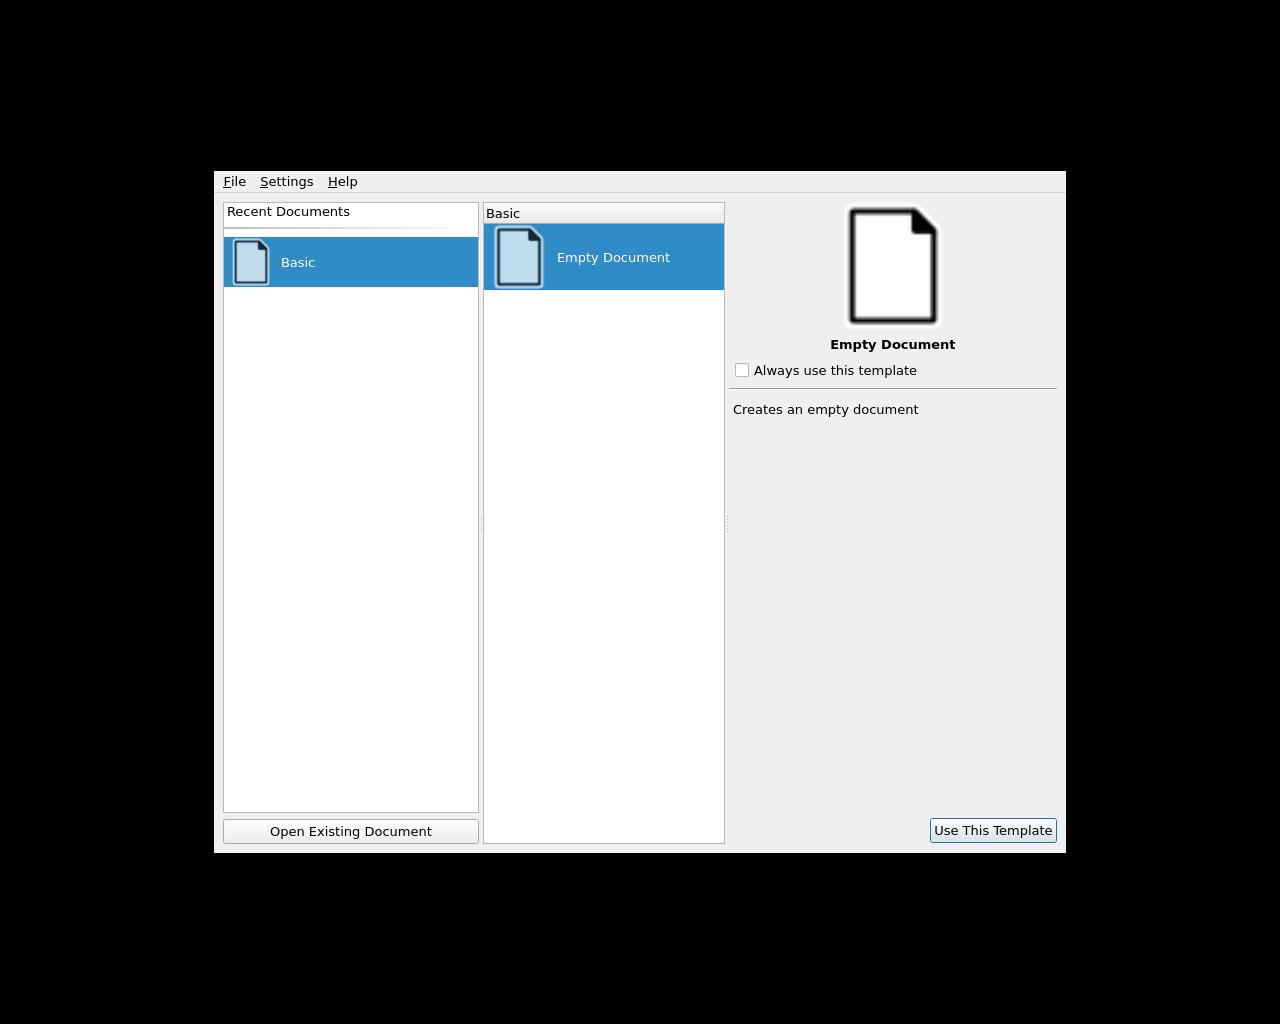 File Settings Help
Recent Documents
Basic
Open Existing Document
Basic
Empty Document
Empty Document
Always use this template
Creates an empty document
Use This Template